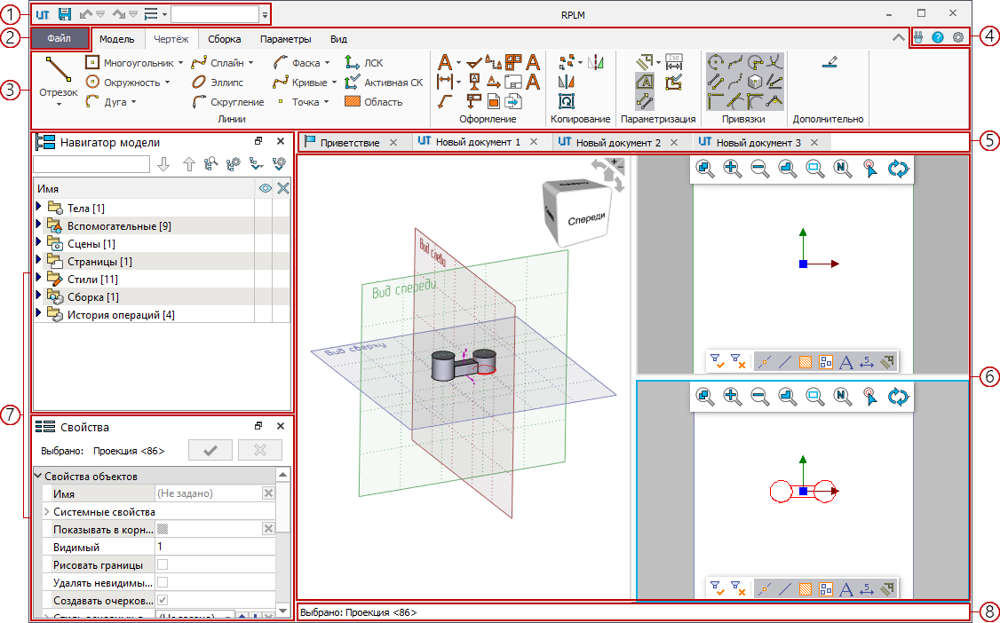 1
UT
RPLM
2
Файл
Модель
Чертёж
Сборка
Параметры
Вид
4
3
Отрезок
Многоугольник
Сплайн
Фаска
ЛСК
Окружность
Эллипс
Кривые
Активная СК
Дуга
Скругление
Точка
Область
Линии
Оформление
Копирование
Параметризация
Привязки
Дополнительно
Навигатор модели
Приветствие
UT Новый документ 1
UT Новый документ 2
UT Новый документ 3
5
Имя
Тела [1]
Вспомогательные [9]
Сцены [1]
Страницы [1]
Стили [11]
Сборка [1]
История операций [4]
Сверху
Слева
Спереди
Вид слева
Вид спереди
Вид сверху
6
7
Свойства
Выбрано: Проекция <86>
Свойства объектов
Имя (Не задано)
Системные свойства
Показывать в корн...
Видимый 1
Рисовать границы
Удалять невидимы...
Создавать очерков...
Выбрано: Проекция <86>
8